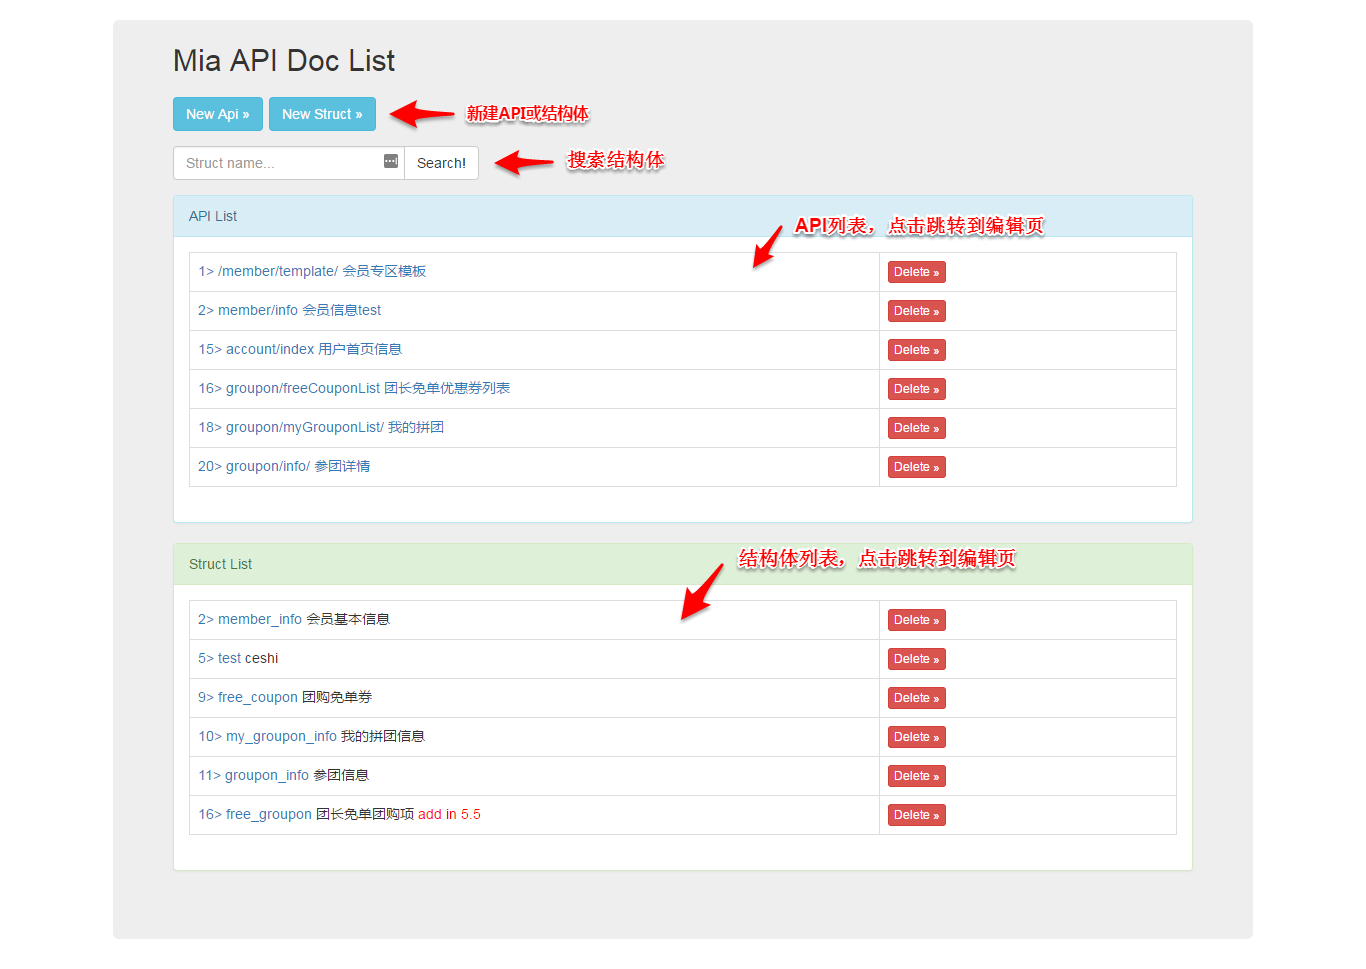 Mia API Doc List
New Api » New Struct » 新建API或结构体
Struct name... Search! 搜索结构体
API List
API列表，点击跳转到编辑页
1> /member/template/ 会员专区模板 Delete »
2> member/info 会员信息test Delete »
15> account/index 用户首页信息 Delete »
16> groupon/freeCouponList 团长免单优惠券列表 Delete »
18> groupon/myGrouponList/ 我的拼团 Delete »
20> groupon/info/ 参团详情 Delete »
Struct List
结构体列表，点击跳转到编辑页
2> member_info 会员基本信息 Delete »
5> test ceshi Delete »
9> free_coupon 团购免单券 Delete »
10> my_groupon_info 我的拼团信息 Delete »
11> groupon_info 参团信息 Delete »
16> free_groupon 团长免单团购项 add in 5.5 Delete »